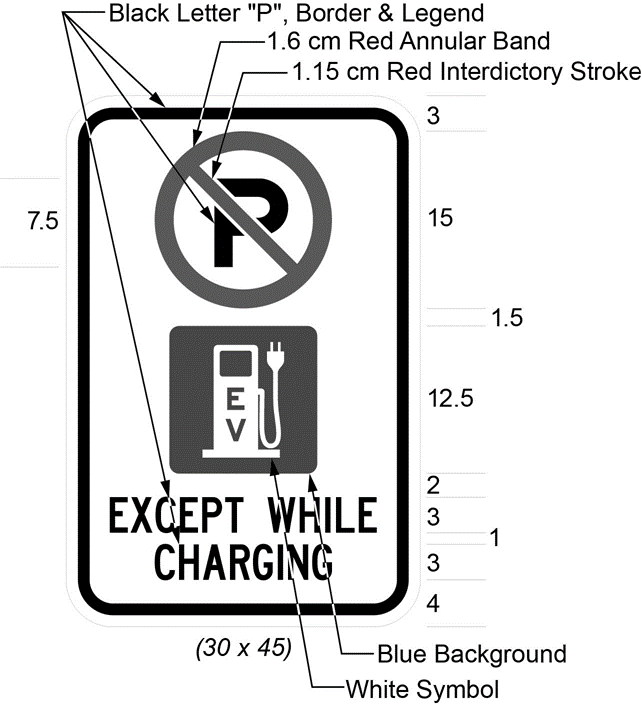 Black Letter "P", Border & Legend
1.6 cm Red Annular Band
1.15 cm Red Interdictory Stroke
3
P
7.5
15
1.5
E
V
12.5
2
EXCEPT WHILE
3
1
CHARGING
3
4
(30 x 45)
Blue Background
White Symbol